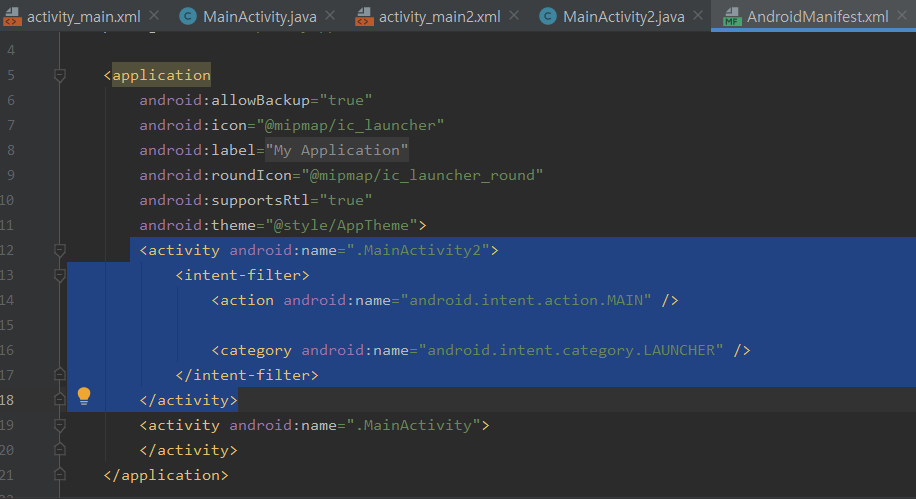 activity_main.xml MainActivity.java activity_main2.xml MainActivity2.java AndroidManifest.xml
4
5 <application
6 android:allowBackup="true"
7 android:icon="@mipmap/ic_launcher"
8 android:label="My Application"
9 android:roundIcon="@mipmap/ic_launcher_round"
10 android:supportsRtl="true"
11 android:theme="@style/AppTheme">
12 <activity android:name=".MainActivity2">
13 <intent-filter>
14 <action android:name="android.intent.action.MAIN" />
15
16 <category android:name="android.intent.category.LAUNCHER" />
17 </intent-filter>
18 </activity>
19 <activity android:name=".MainActivity">
20 </activity>
21 </application>